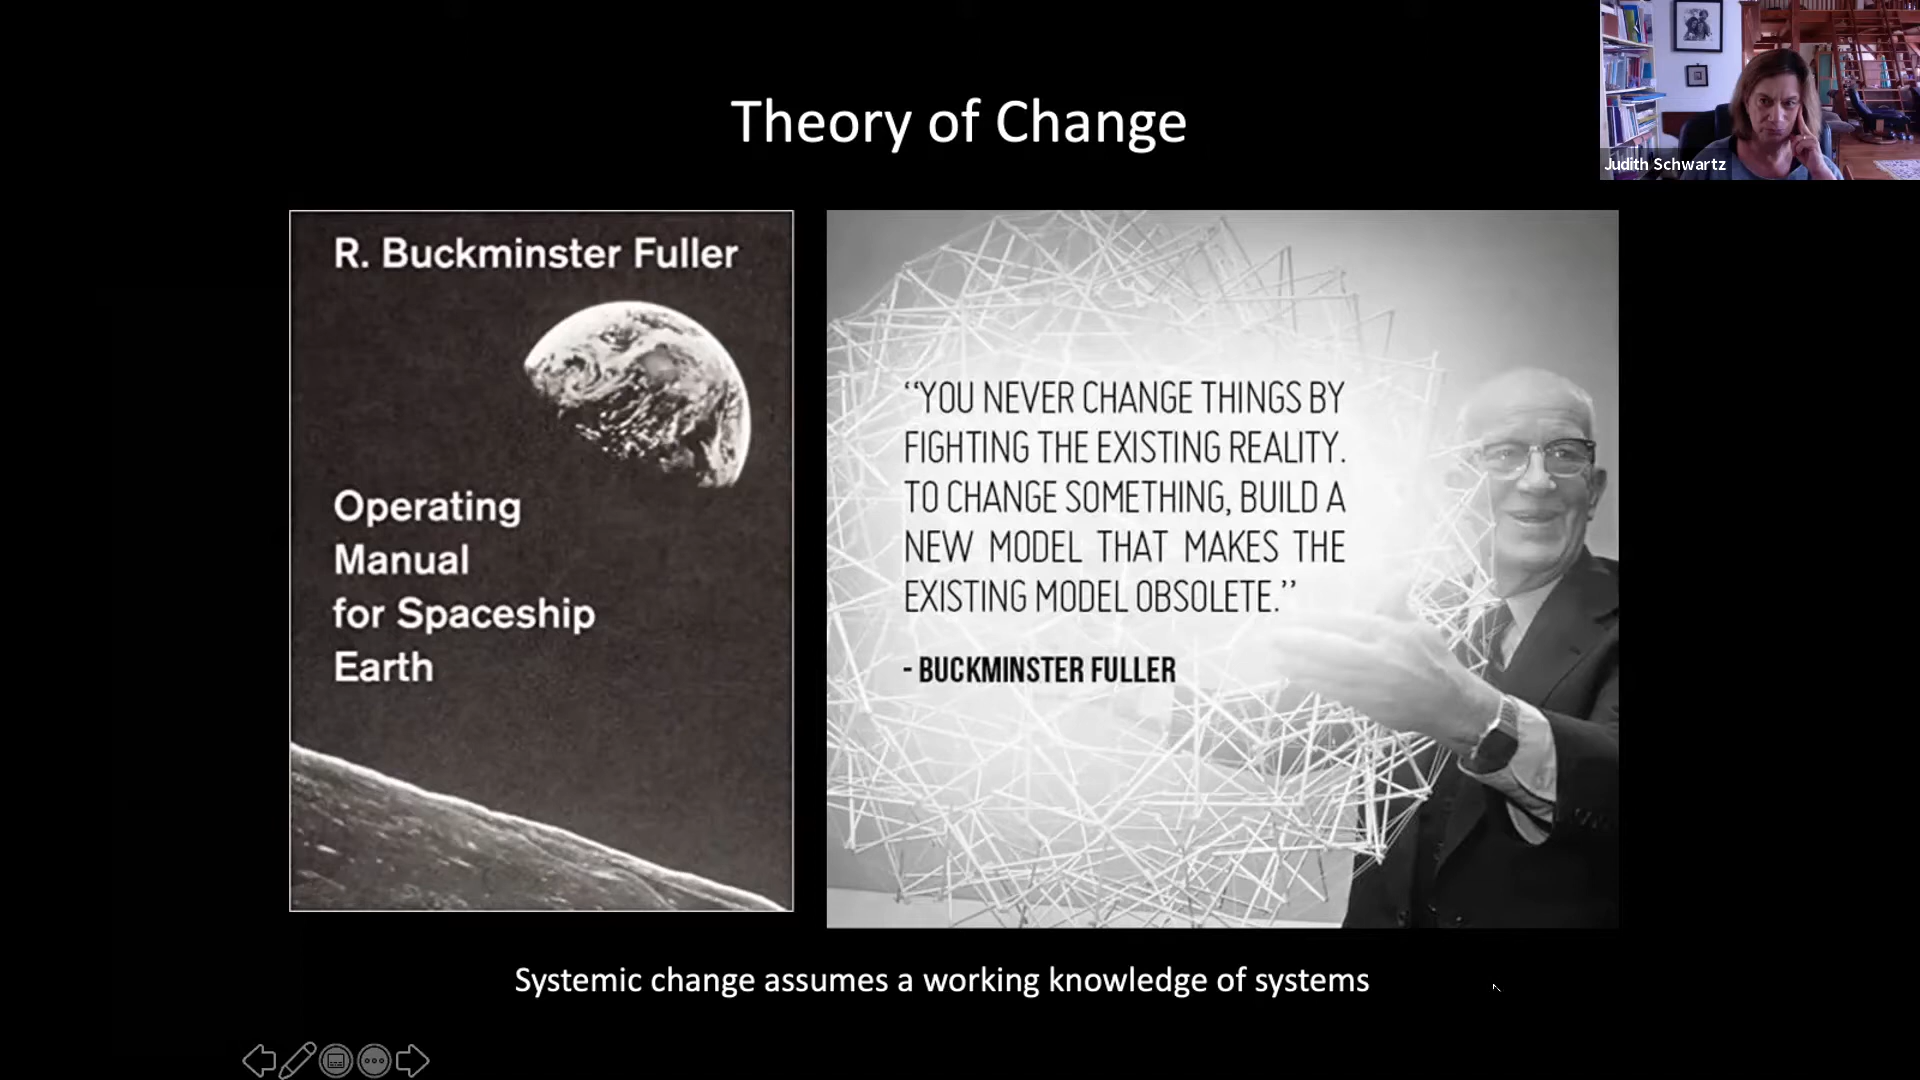 Theory of Change
Judith Schwartz
R. Buckminster Fuller
Operating
Manual
for Spaceship
Earth
“YOU NEVER CHANGE THINGS BY
FIGHTING THE EXISTING REALITY.
TO CHANGE SOMETHING, BUILD A
NEW MODEL THAT MAKES THE
EXISTING MODEL OBSOLETE.”
- BUCKMINSTER FULLER
Systemic change assumes a working knowledge of systems